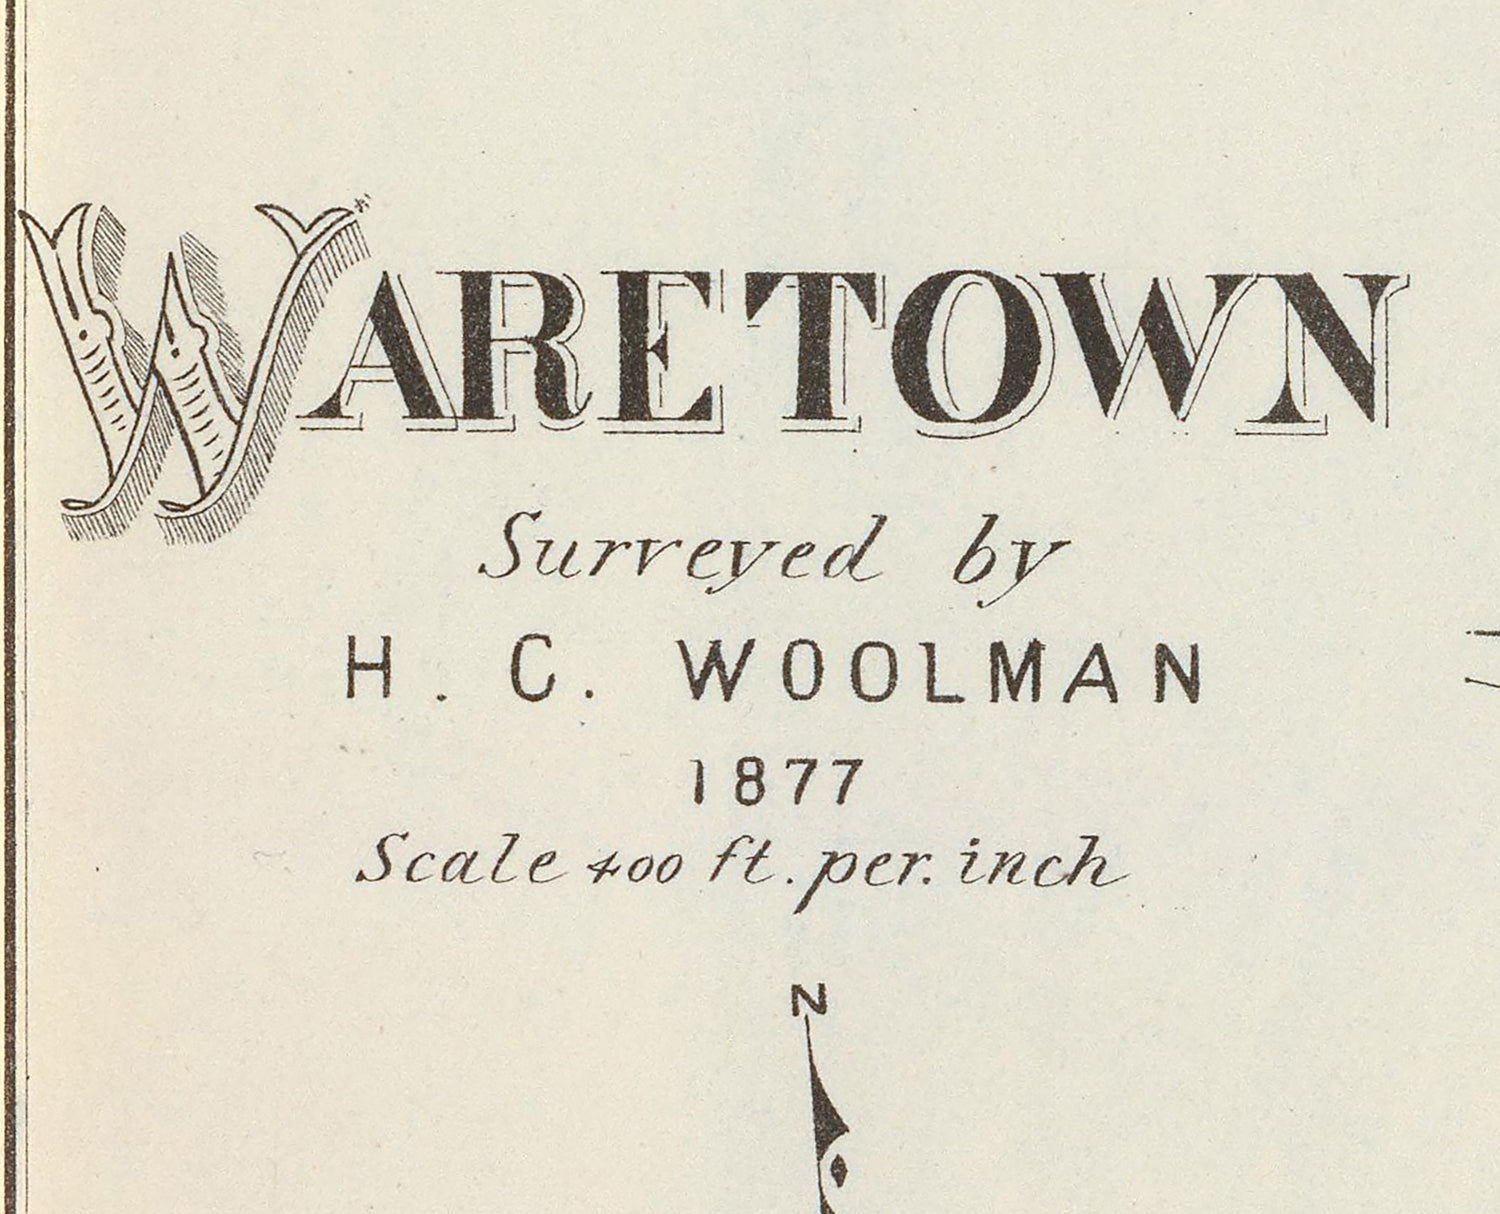 WARETOWN
Surveyed by
H. C. WOOLMAN
1877
Scale 400 ft. per. inch
N